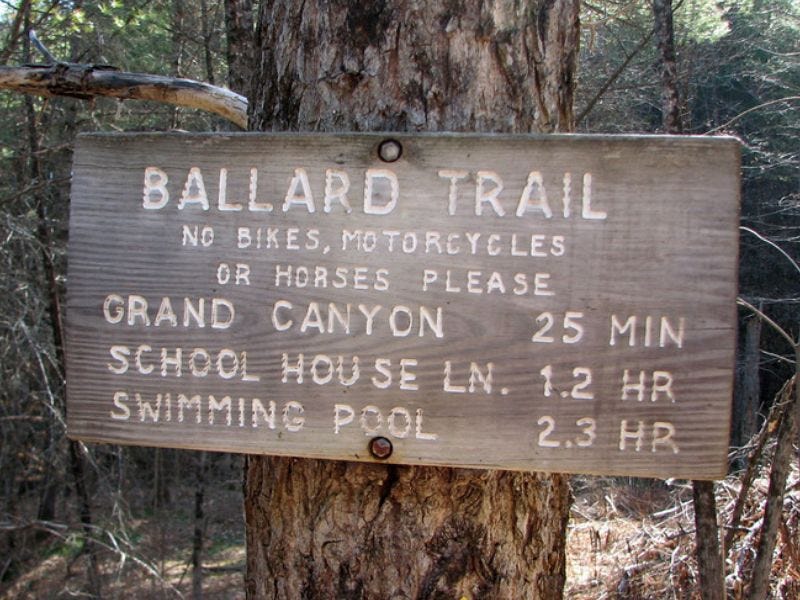 BALLARD TRAIL
NO BIKES, MOTORCYCLES
OR HORSES PLEASE
GRAND CANYON 25 MIN
SCHOOL HOUSE LN. 1.2 HR
SWIMMING POOL 2.3 HR